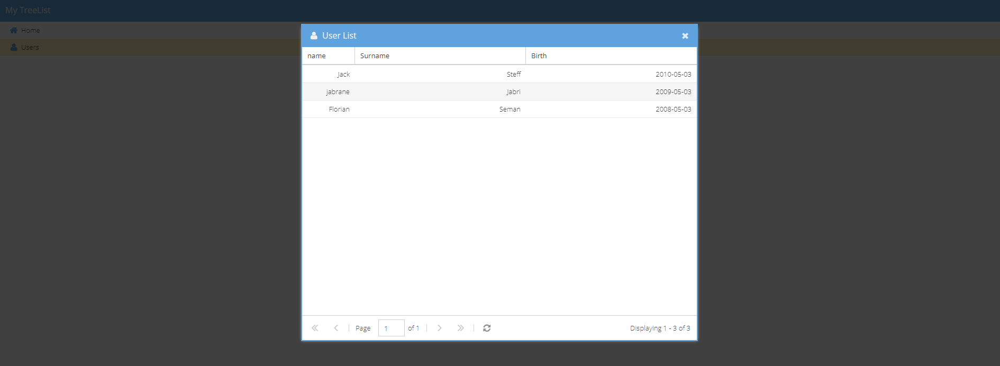 My TreeList
Home
Users
User List
name Surname Birth
Jack Steff 2010-05-03
jabrane Jabri 2009-05-03
Florian Seman 2008-05-03
Page 1 of 1 Displaying 1 - 3 of 3